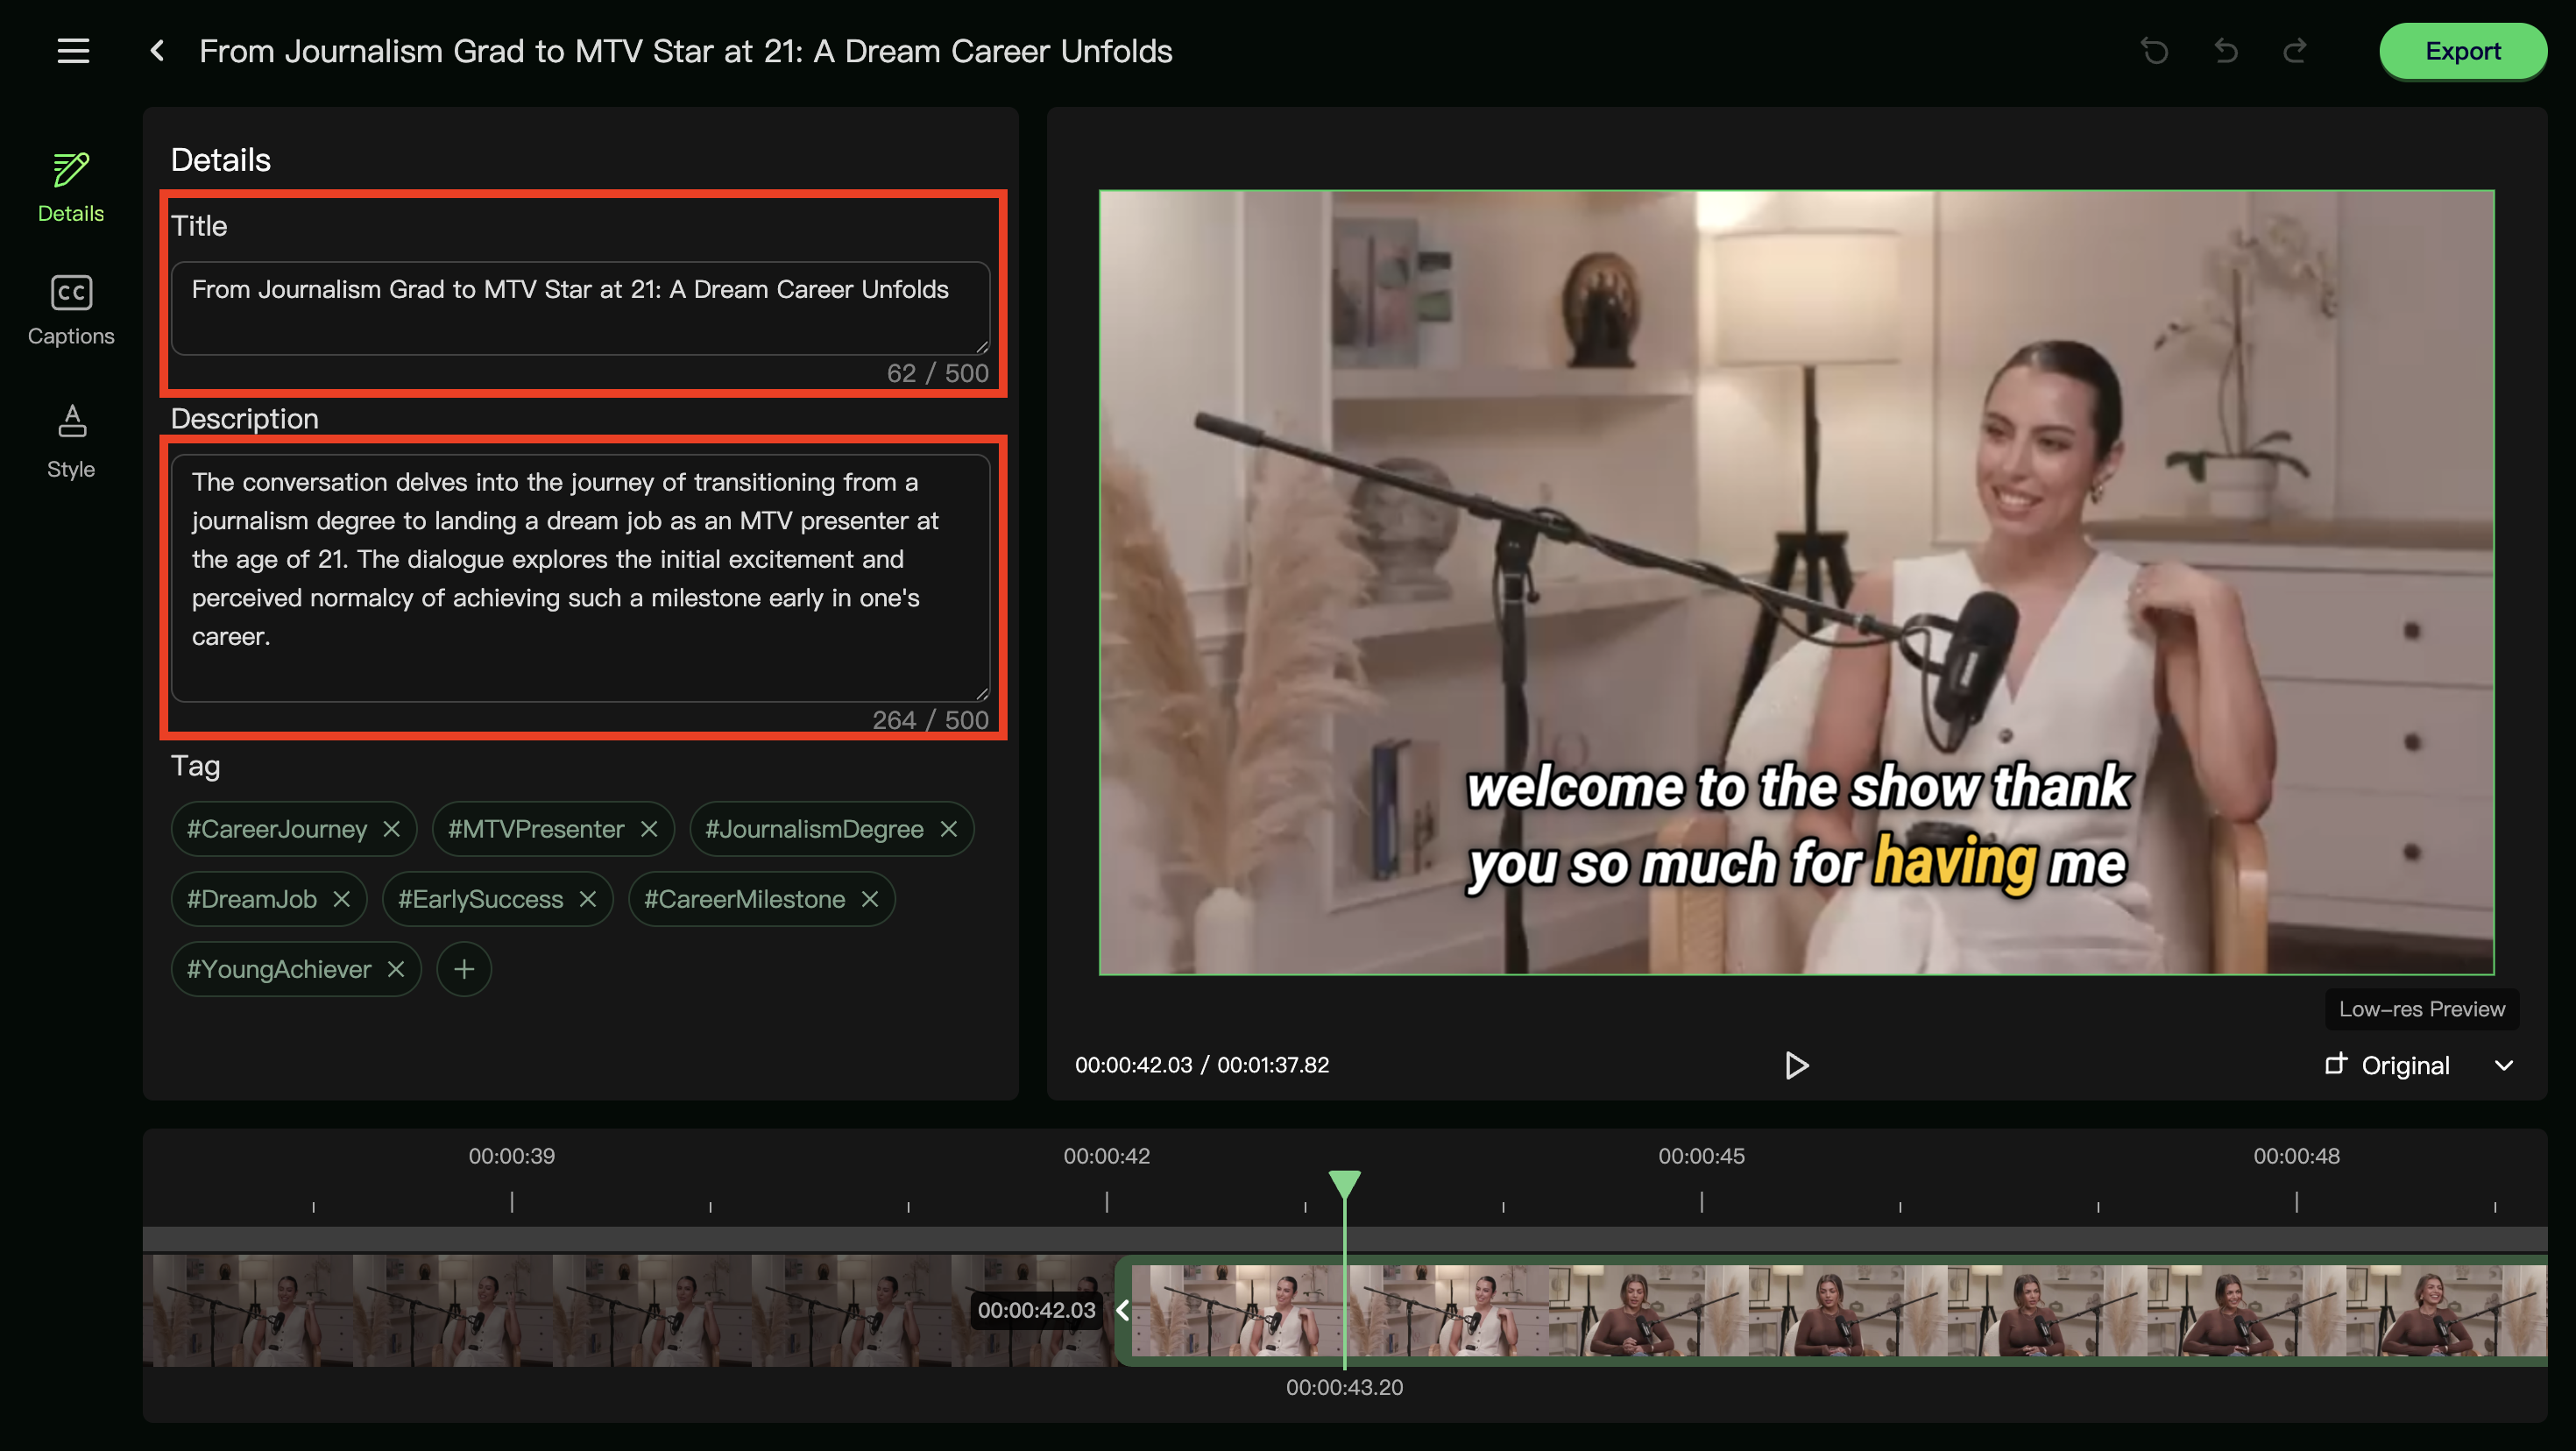 From Journalism Grad to MTV Star at 21: A Dream Career Unfolds
Export
Details
Captions
Style
Details
Title
From Journalism Grad to MTV Star at 21: A Dream Career Unfolds
62 / 500
Description
The conversation delves into the journey of transitioning from a
journalism degree to landing a dream job as an MTV presenter at
the age of 21. The dialogue explores the initial excitement and
perceived normalcy of achieving such a milestone early in one's
career.
264 / 500
Tag
#CareerJourney
#MTVPresenter
#JournalismDegree
#DreamJob
#EarlySuccess
#CareerMilestone
#YoungAchiever
welcome to the show thank
you so much for having me
Low-res Preview
00:00:42.03 / 00:01:37.82
Original
00:00:39
00:00:42
00:00:45
00:00:48
00:00:42.03
00:00:43.20